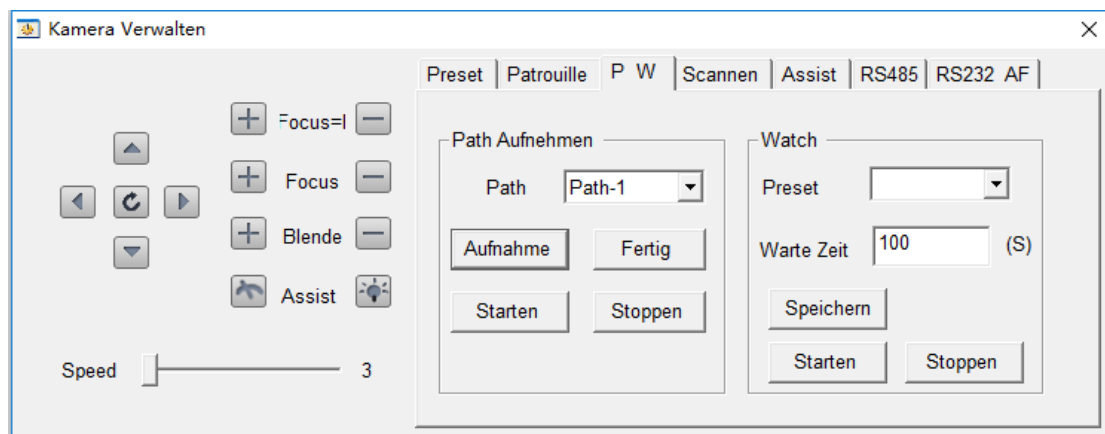 Kamera Verwalten
Preset Patrouille P W Scannen Assist RS485 RS232 AF
Focus=I
Focus
Blende
Assist
Speed 3
Path Aufnehmen
Path Path-1
Aufnahme Fertig
Starten Stoppen
Watch
Preset
Warte Zeit 100 (S)
Speichern
Starten Stoppen